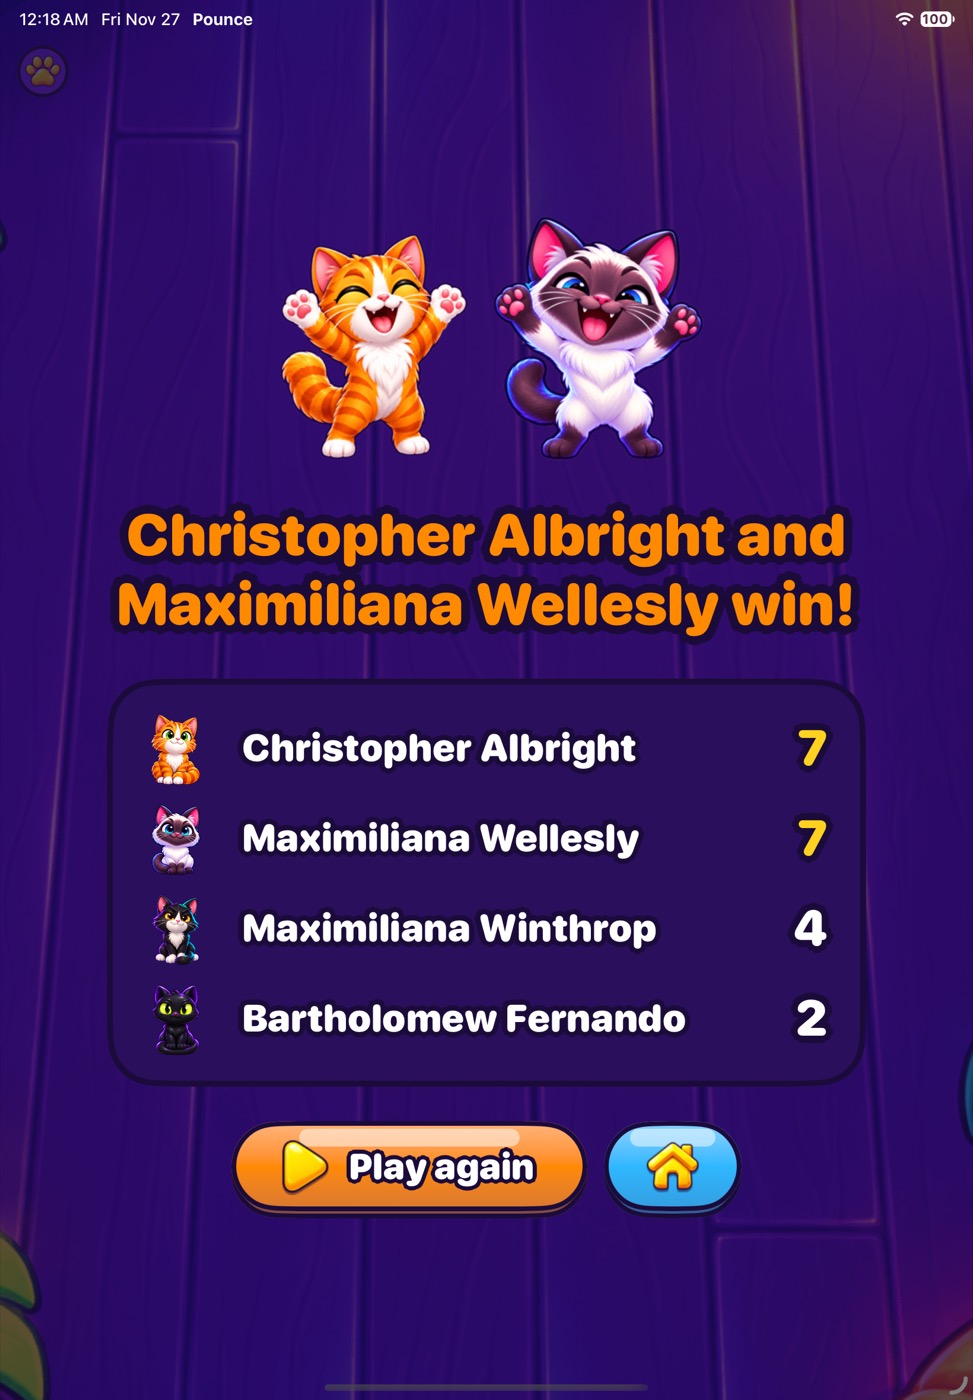 12:18 AM Fri Nov 27 Pounce
100
Christopher Albright and
Maximiliana Wellesly win!
Christopher Albright 7
Maximiliana Wellesly 7
Maximiliana Winthrop 4
Bartholomew Fernando 2
Play again